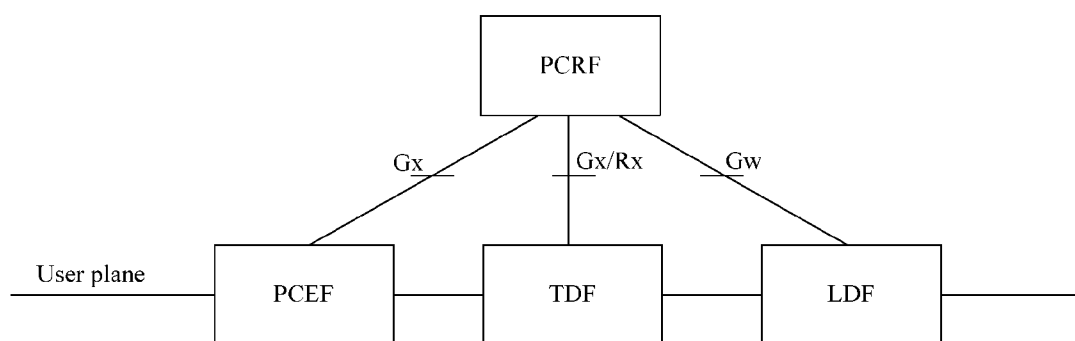 PCRF
Gx
Gx/Rx
Gw
User plane
PCEF
TDF
LDF